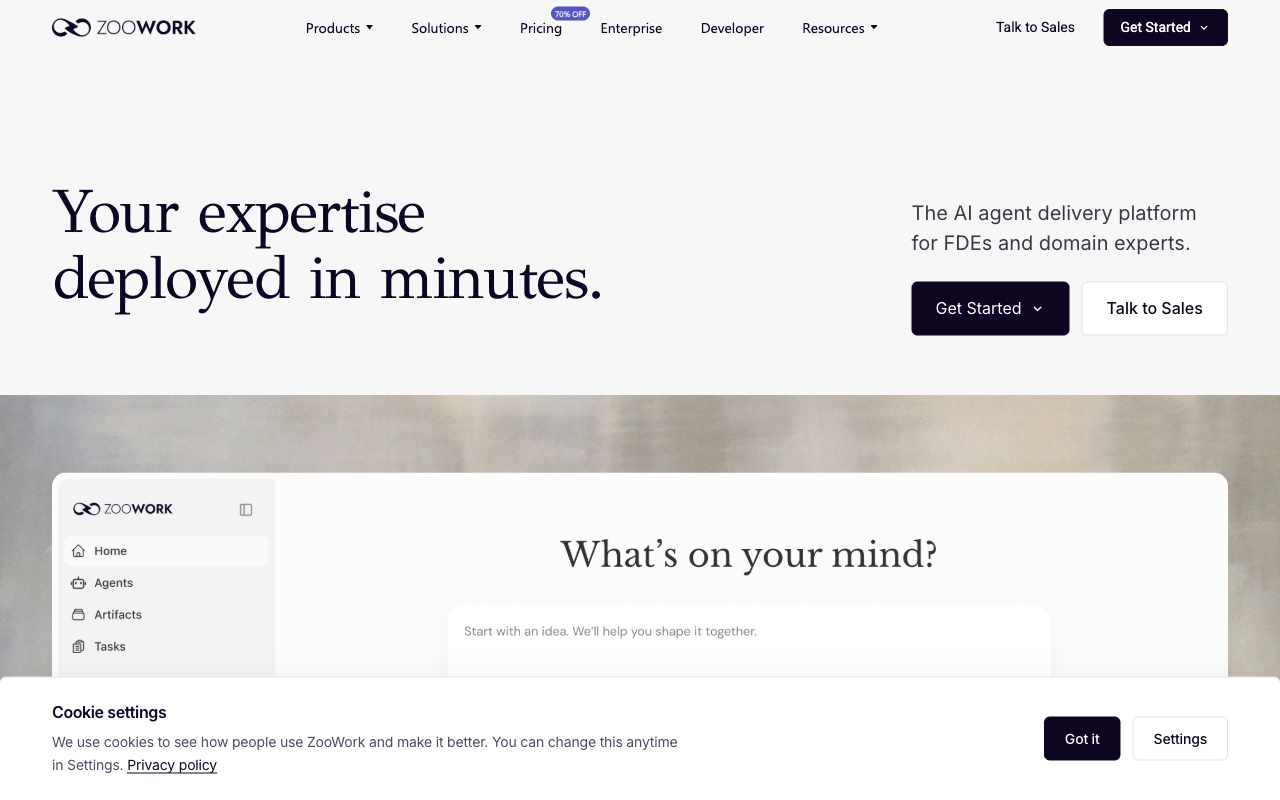 ZOOWORK
Products
Solutions
Pricing
70% OFF
Enterprise
Developer
Resources
Talk to Sales
Get Started
Your expertise
deployed in minutes.
The AI agent delivery platform
for FDEs and domain experts.
Get Started
Talk to Sales
ZOOWORK
Home
Agents
Artifacts
Tasks
What's on your mind?
Start with an idea. We'll help you shape it together.
Cookie settings
We use cookies to see how people use ZooWork and make it better. You can change this anytime
in Settings. Privacy policy
Got it
Settings